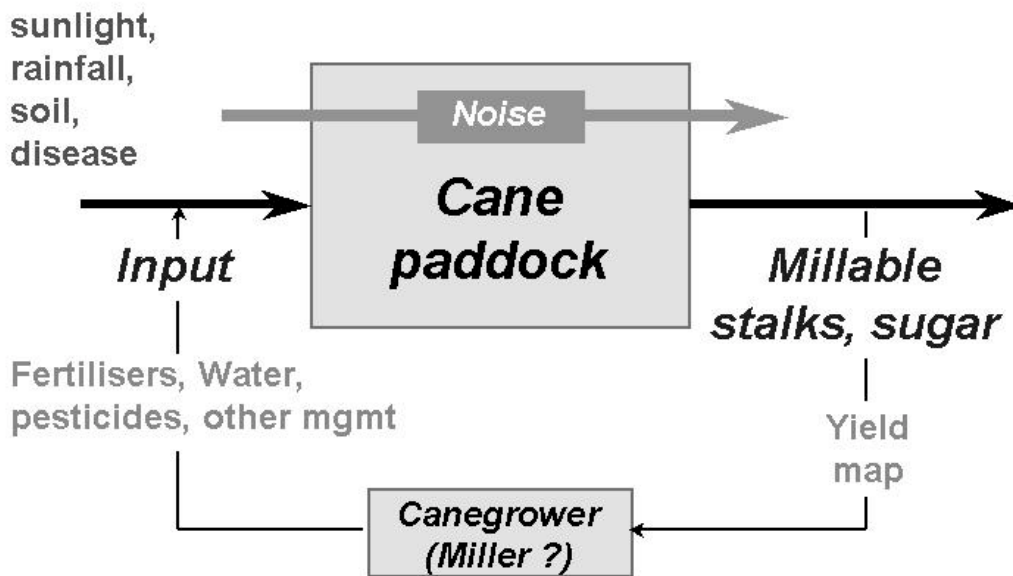 sunlight,
rainfall,
soil,
disease
Noise
Cane
paddock
Input
Millable
stalks, sugar
Fertilisers, Water,
pesticides, other mgmt
Yield
map
Canegrower
(Miller ?)